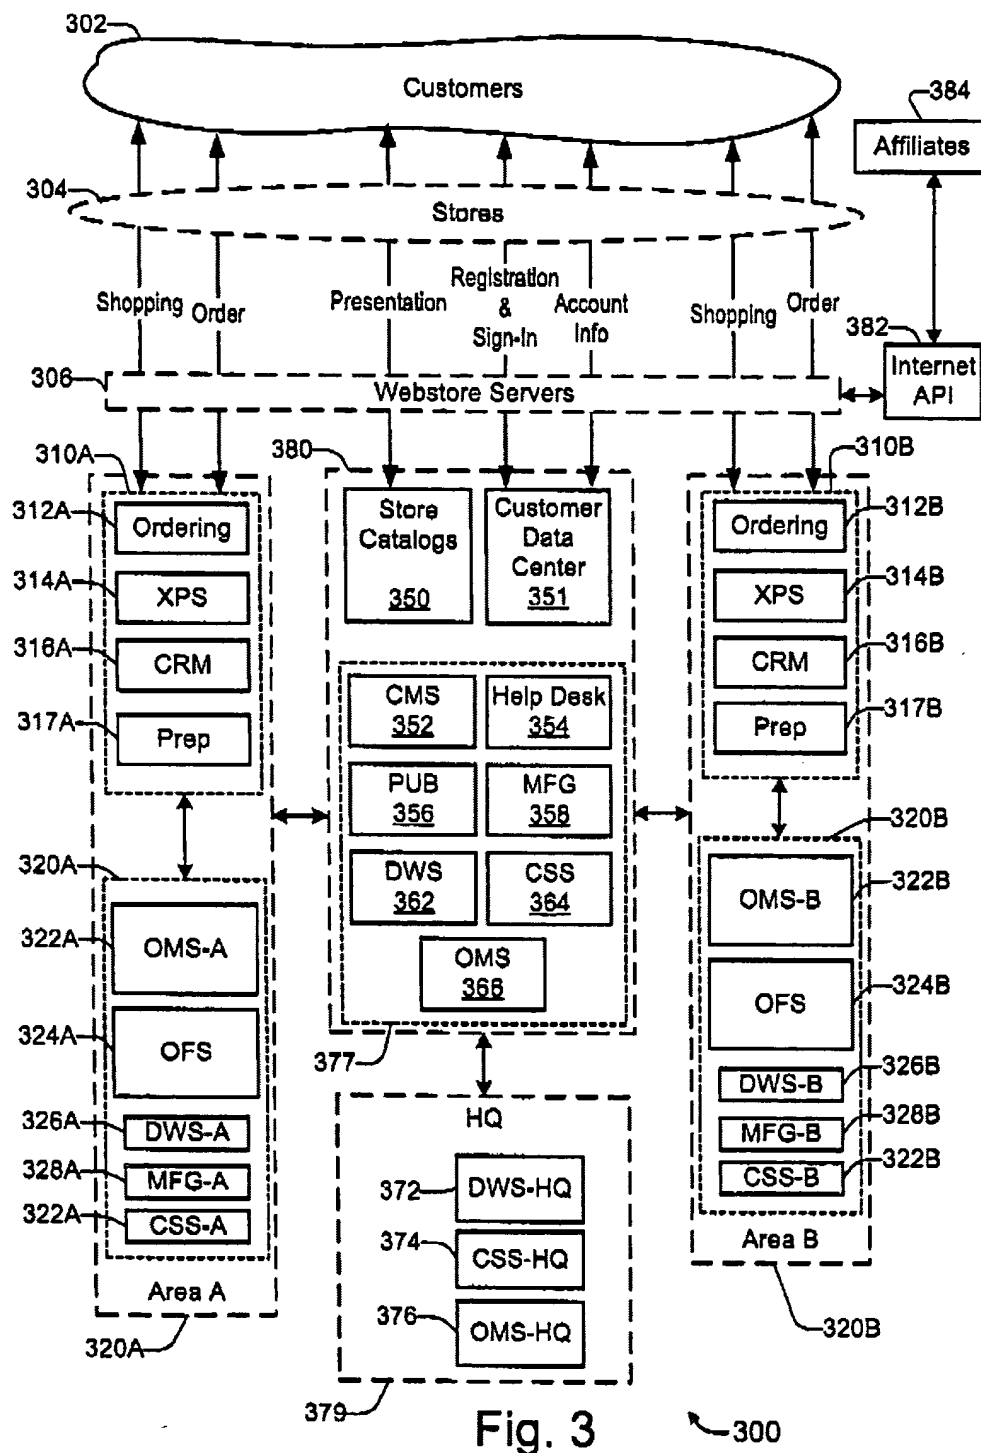 302
Customers
384
Affiliates
304
Stores
Shopping
Order
Presentation
Registration
&
Sign-In
Account
Info
Shopping
Order
382
Internet
API
306
Webstore Servers
310A
380
310B
312A
Ordering
Store
Catalogs
350
Customer
Data
Center
351
Ordering
312B
314A
XPS
XPS
314B
316A
CRM
CRM
316B
317A
Prep
Prep
317B
CMS
352
Help Desk
354
PUB
356
MFG
358
DWS
362
CSS
364
OMS
366
377
320A
322A
OMS-A
324A
OFS
326A
DWS-A
328A
MFG-A
322A
CSS-A
Area A
320A
320B
OMS-B
322B
OFS
324B
DWS-B
326B
MFG-B
328B
CSS-B
322B
Area B
320B
HQ
372
DWS-HQ
374
CSS-HQ
376
OMS-HQ
379
Fig. 3
300